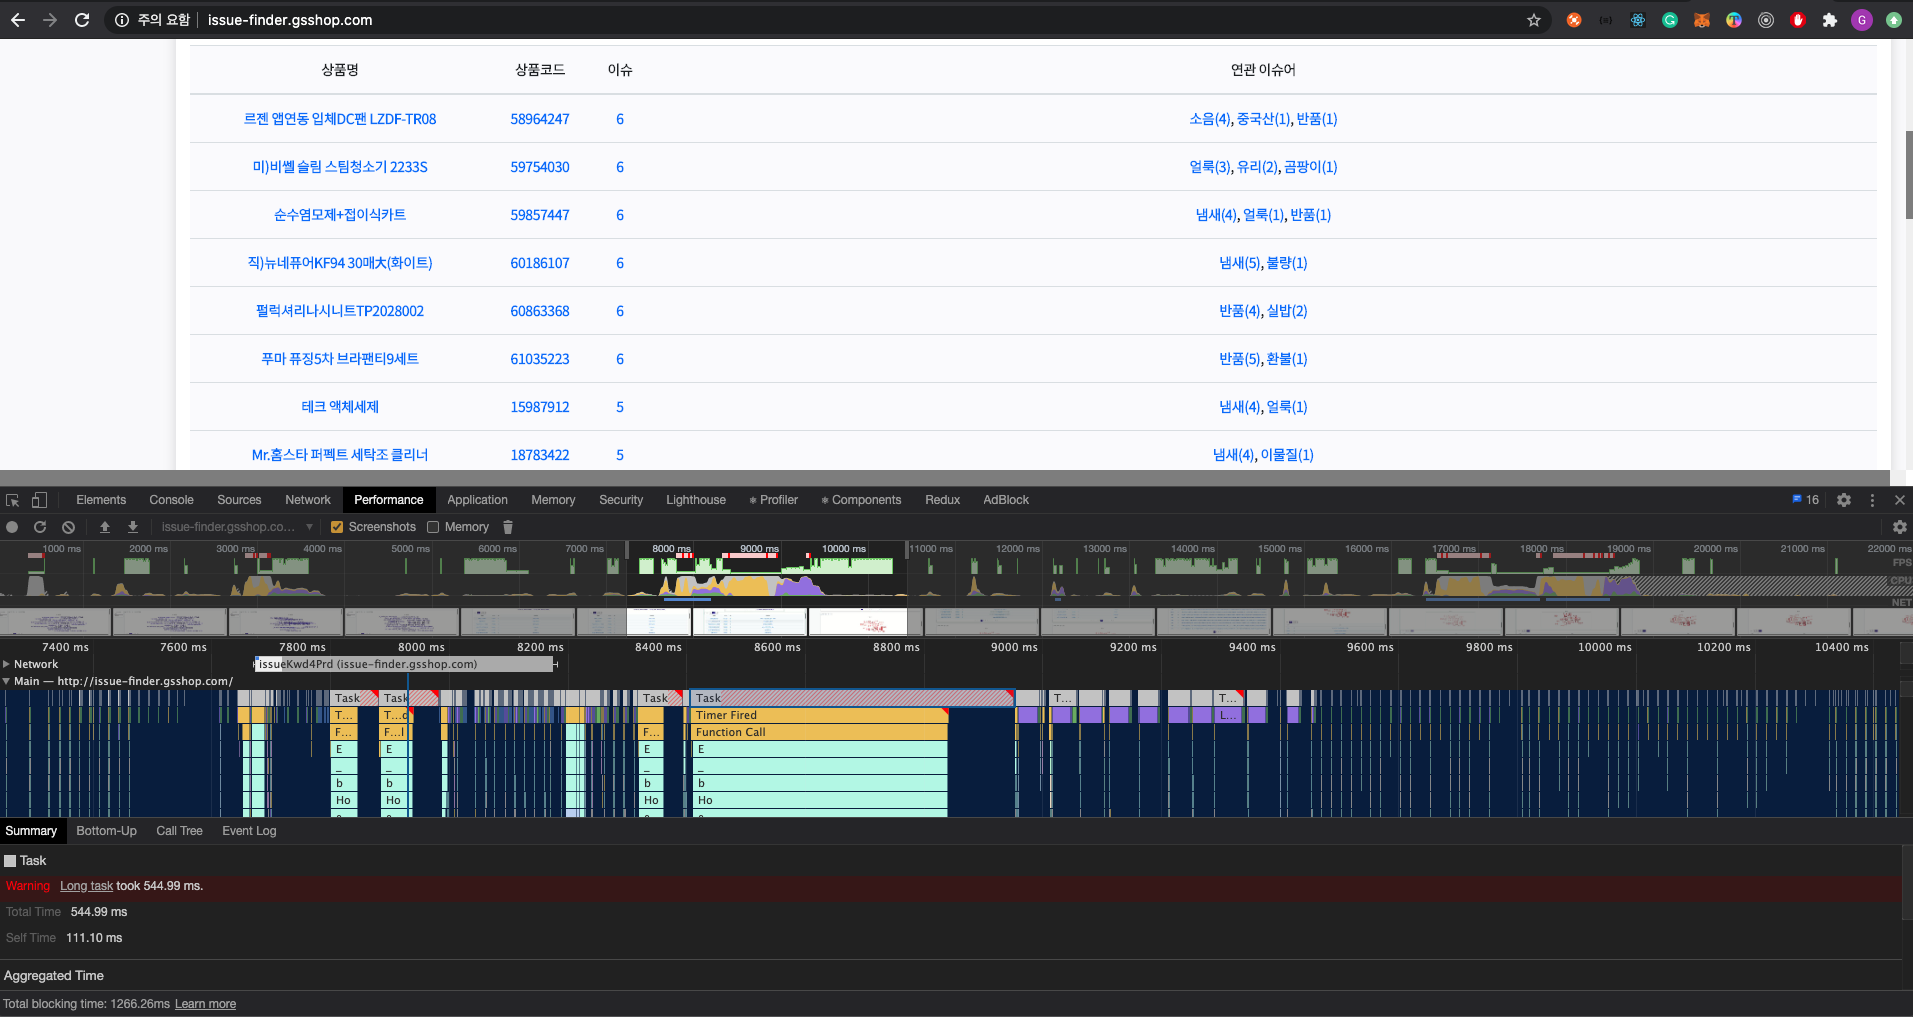 주의 요함 issue-finder.gsshop.com
G
상품명 상품코드 이슈 연관 이슈어
르젠 앱연동 입체DC팬 LZDF-TR08 58964247 6 소음(4), 중국산(1), 반품(1)
미)비쎌 슬림 스팀청소기 2233S 59754030 6 얼룩(3), 유리(2), 곰팡이(1)
순수염모제+접이식카트 59857447 6 냄새(4), 얼룩(1), 반품(1)
직)뉴네퓨어KF94 30매大(화이트) 60186107 6 냄새(5), 불량(1)
펄럭셔리나시니트TP2028002 60863368 6 반품(4), 실밥(2)
푸마 퓨징5차 브라팬티9세트 61035223 6 반품(5), 환불(1)
테크 액체세제 15987912 5 냄새(4), 얼룩(1)
Mr.홈스타 퍼펙트 세탁조 클리너 18783422 5 냄새(4), 이물질(1)
Elements Console Sources Network Performance Application Memory Security Lighthouse Profiler Components Redux AdBlock 16
issue-finder.gsshop.co... Screenshots Memory
1000 ms 2000 ms 3000 ms 4000 ms 5000 ms 6000 ms 7000 ms 8000 ms 9000 ms 10000 ms 11000 ms 12000 ms 13000 ms 14000 ms 15000 ms 16000 ms 17000 ms 18000 ms 19000 ms 20000 ms 21000 ms 22000 ms
FPS
CPU
NET
7400 ms 7600 ms 7800 ms 8000 ms 8200 ms 8400 ms 8600 ms 8800 ms 9000 ms 9200 ms 9400 ms 9600 ms 9800 ms 10000 ms 10200 ms 10400 ms
Network issueKwd4Prd (issue-finder.gsshop.com)
Main — http://issue-finder.gsshop.com/
Task Task Task Task T... T...
T... T...d Timer Fired L...
F... F...l F... Function Call
E E E E
_ _ _ _
b b b b
Ho Ho Ho Ho
Summary Bottom-Up Call Tree Event Log
Task
Warning Long task took 544.99 ms.
Total Time 544.99 ms
Self Time 111.10 ms
Aggregated Time
Total blocking time: 1266.26ms Learn more